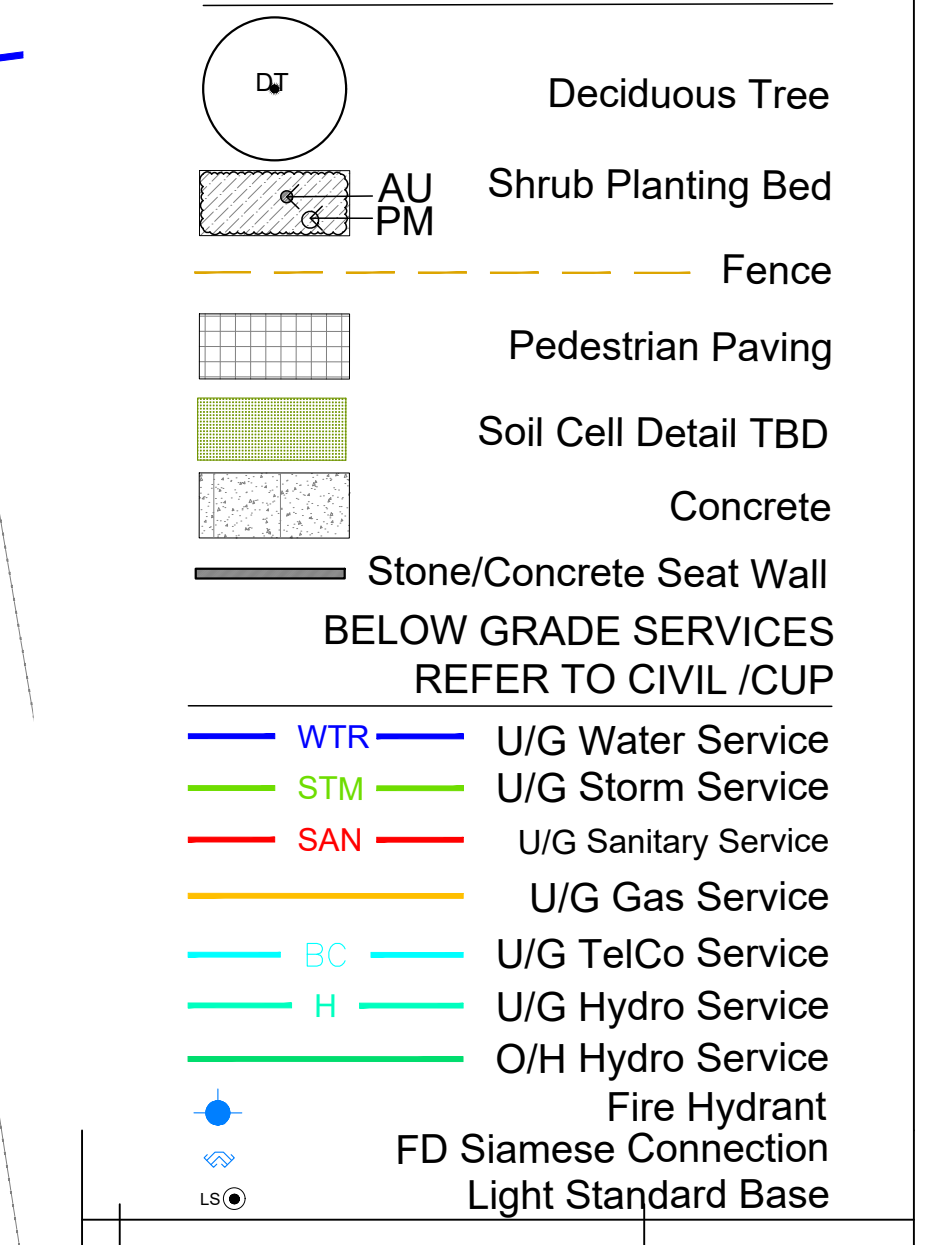 DT Deciduous Tree
AU Shrub Planting Bed
PM
Fence
Pedestrian Paving
Soil Cell Detail TBD
Concrete
Stone/Concrete Seat Wall
BELOW GRADE SERVICES
REFER TO CIVIL /CUP
WTR U/G Water Service
STM U/G Storm Service
SAN U/G Sanitary Service
U/G Gas Service
BC U/G TelCo Service
H U/G Hydro Service
O/H Hydro Service
Fire Hydrant
FD Siamese Connection
LS Light Standard Base